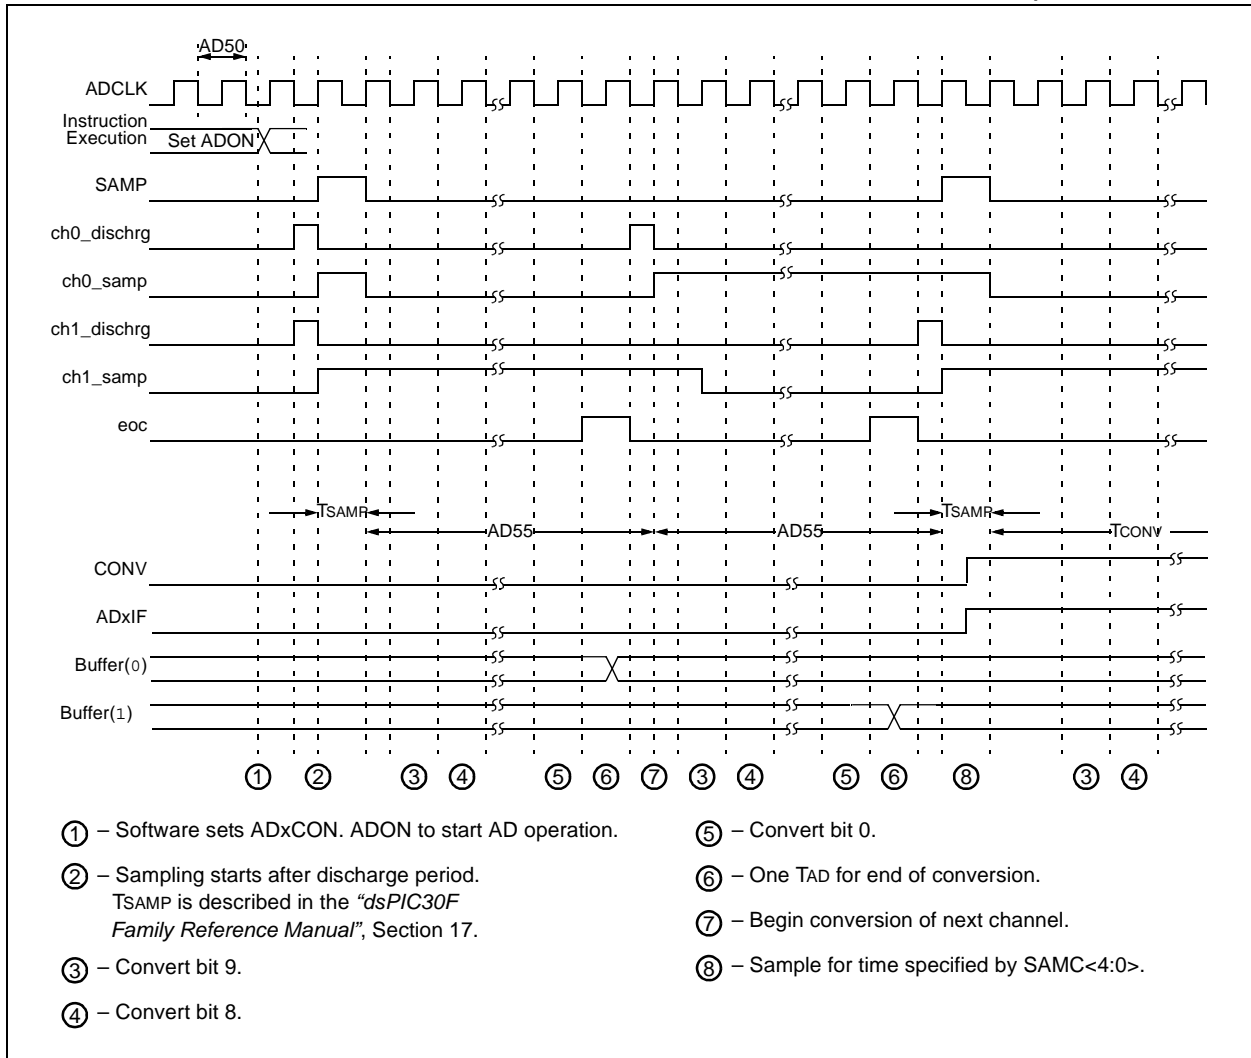 AD50
ADCLK
Instruction
Execution
Set ADON
SAMP
ch0_dischrg
ch0_samp
ch1_dischrg
ch1_samp
eoc
TSAMP
TSAMP
AD55
AD55
TCONV
CONV
ADxIF
Buffer(0)
Buffer(1)
1 2 3 4 5 6 7 3 4 5 6 8 3 4
1 – Software sets ADxCON. ADON to start AD operation.
2 – Sampling starts after discharge period.
TSAMP is described in the “dsPIC30F
Family Reference Manual”, Section 17.
3 – Convert bit 9.
4 – Convert bit 8.
5 – Convert bit 0.
6 – One TAD for end of conversion.
7 – Begin conversion of next channel.
8 – Sample for time specified by SAMC<4:0>.